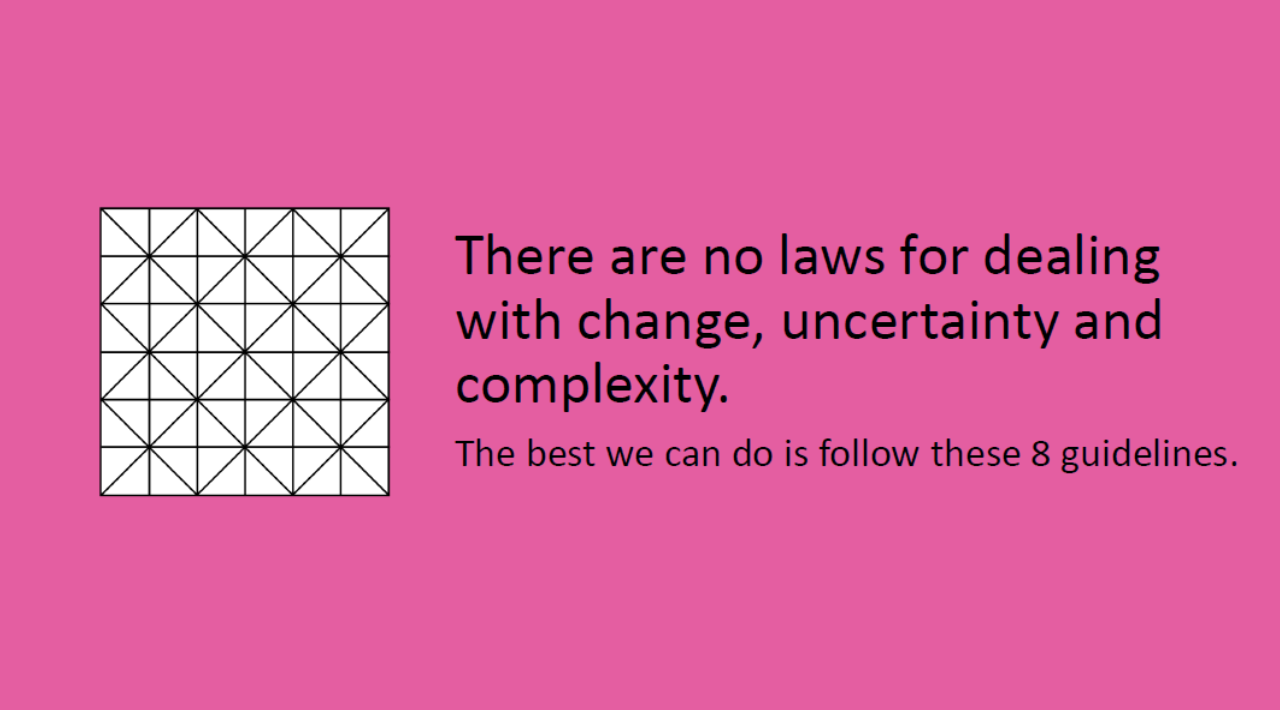 There are no laws for dealing
with change, uncertainty and
complexity.
The best we can do is follow these 8 guidelines.